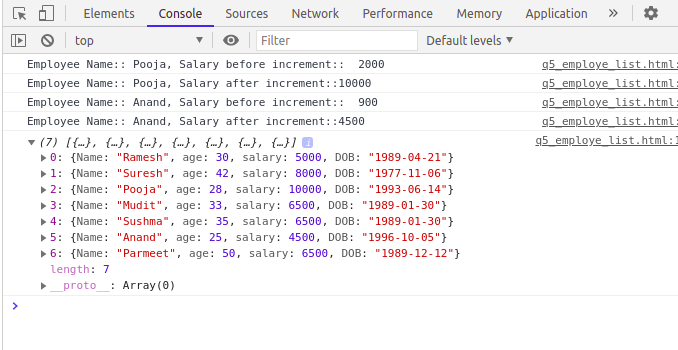 Elements Console Sources Network Performance Memory Application »
top Filter Default levels
Employee Name:: Pooja, Salary before increment:: 2000 q5_employe_list.html:
Employee Name:: Pooja, Salary after increment::10000 q5_employe_list.html:
Employee Name:: Anand, Salary before increment:: 900 q5_employe_list.html:
Employee Name:: Anand, Salary after increment::4500 q5_employe_list.html:
(7) [{…}, {…}, {…}, {…}, {…}, {…}, {…}] i q5_employe_list.html:1
0: {Name: "Ramesh", age: 30, salary: 5000, DOB: "1989-04-21"}
1: {Name: "Suresh", age: 42, salary: 8000, DOB: "1977-11-06"}
2: {Name: "Pooja", age: 28, salary: 10000, DOB: "1993-06-14"}
3: {Name: "Mudit", age: 33, salary: 6500, DOB: "1989-01-30"}
4: {Name: "Sushma", age: 35, salary: 6500, DOB: "1989-01-30"}
5: {Name: "Anand", age: 25, salary: 4500, DOB: "1996-10-05"}
6: {Name: "Parmeet", age: 50, salary: 6500, DOB: "1989-12-12"}
length: 7
__proto__: Array(0)